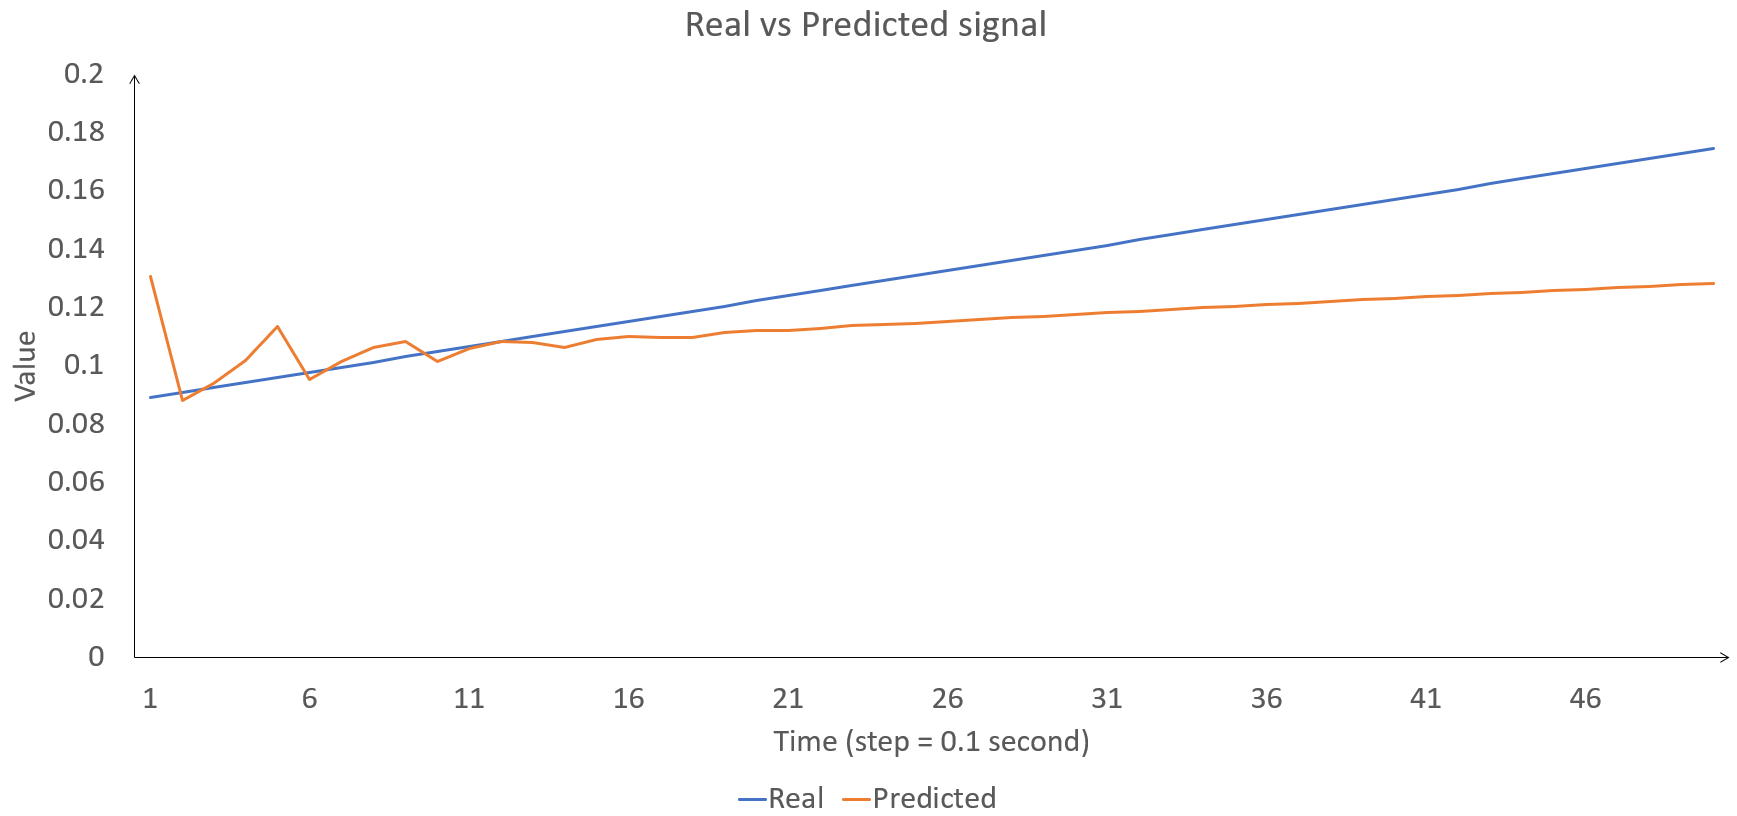 Real vs Predicted signal
0.2
0.18
0.16
0.14
0.12
0.1
0.08
0.06
0.04
0.02
0
Value
1 6 11 16 21 26 31 36 41 46
Time (step = 0.1 second)
Real Predicted